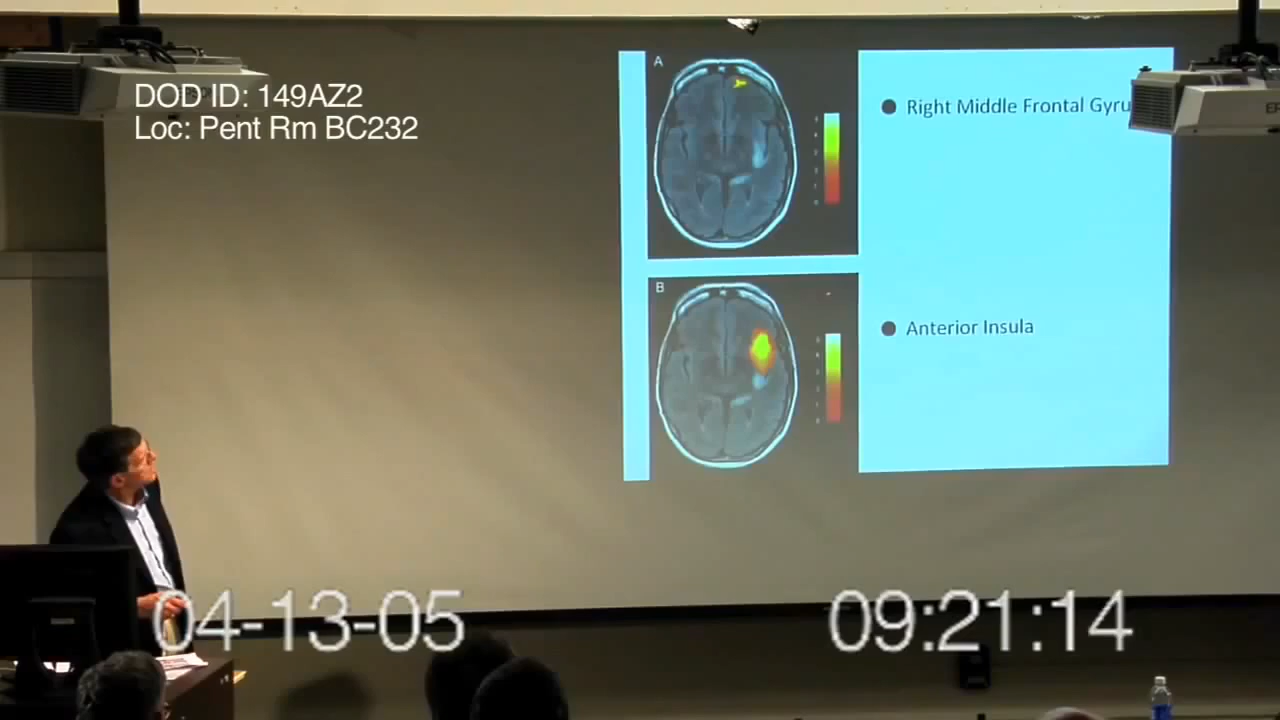 DOD ID: 149AZ2
Loc: Pent Rm BC232
A
Right Middle Frontal Gyru
B
Anterior Insula
04-13-05
09:21:14